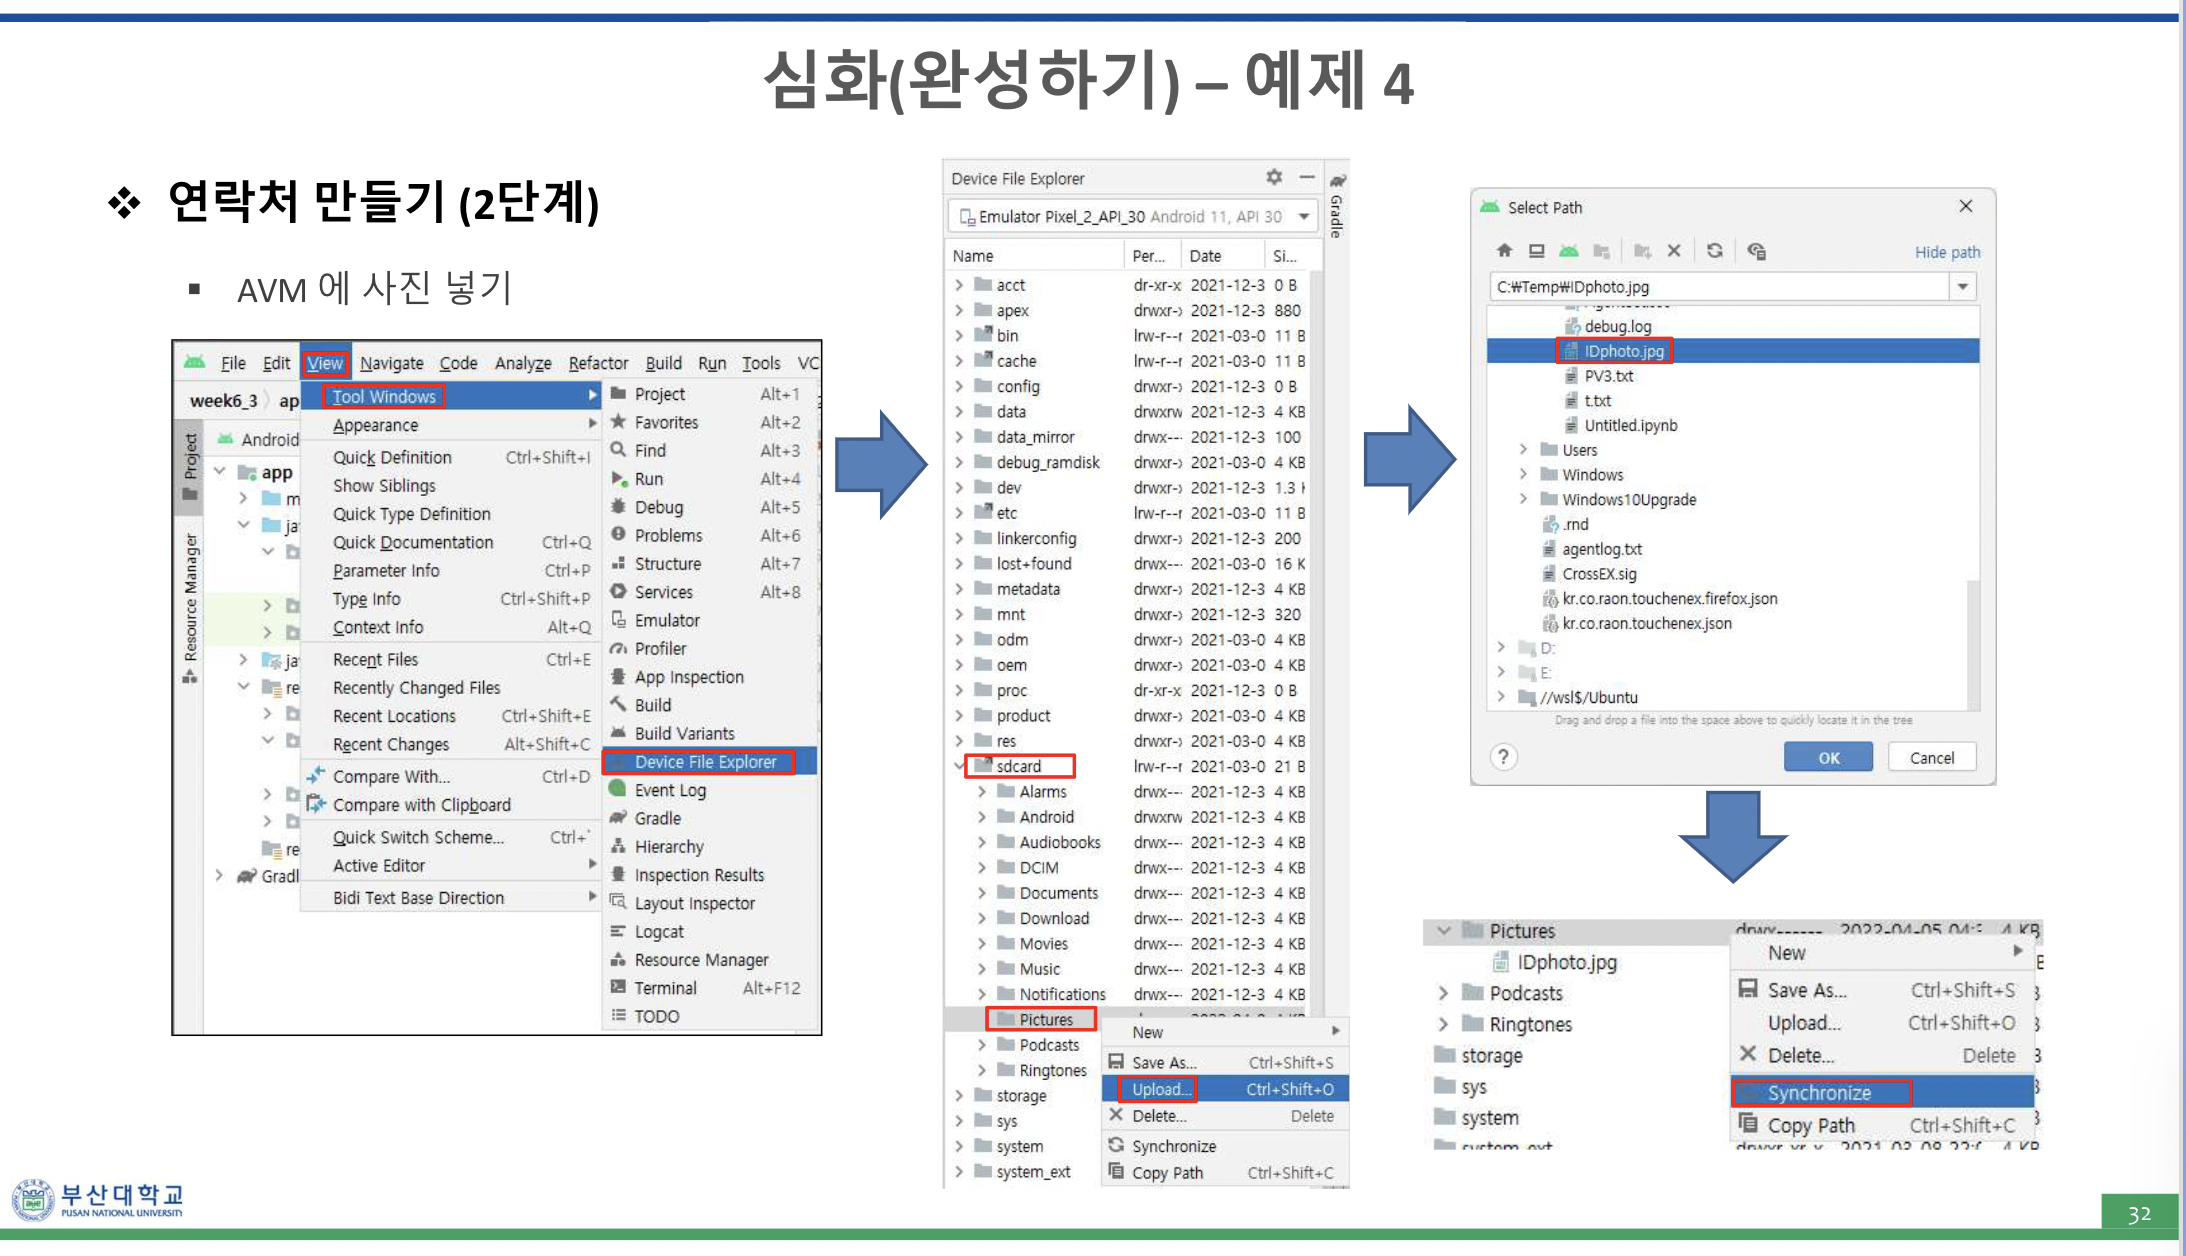 심화(완성하기) – 예제 4
❖ 연락처 만들기 (2단계)
▪ AVM 에 사진 넣기
File Edit View Navigate Code Analyze Refactor Build Run Tools VC
week6_3 ap
Project
Resource Manager
Android
app
m
ja
ja
re
re
Gradl
Tool Windows
Appearance
Quick Definition Ctrl+Shift+I
Show Siblings
Quick Type Definition
Quick Documentation Ctrl+Q
Parameter Info Ctrl+P
Type Info Ctrl+Shift+P
Context Info Alt+Q
Recent Files Ctrl+E
Recently Changed Files
Recent Locations Ctrl+Shift+E
Recent Changes Alt+Shift+C
Compare With... Ctrl+D
Compare with Clipboard
Quick Switch Scheme... Ctrl+`
Active Editor
Bidi Text Base Direction
Project Alt+1
Favorites Alt+2
Find Alt+3
Run Alt+4
Debug Alt+5
Problems Alt+6
Structure Alt+7
Services Alt+8
Emulator
Profiler
App Inspection
Build
Build Variants
Device File Explorer
Event Log
Gradle
Hierarchy
Inspection Results
Layout Inspector
Logcat
Resource Manager
Terminal Alt+F12
TODO
Device File Explorer
Gradle
Emulator Pixel_2_API_30 Android 11, API 30
Name Per... Date Si...
acct dr-xr-x 2021-12-3 0 B
apex drwxr-x 2021-12-3 880
bin lrw-r--r 2021-03-0 11 B
cache lrw-r--r 2021-03-0 11 B
config drwxr-x 2021-12-3 0 B
data drwxrw 2021-12-3 4 KB
data_mirror drwx-- 2021-12-3 100
debug_ramdisk drwxr-x 2021-03-0 4 KB
dev drwxr-x 2021-12-3 1.3
etc lrw-r--r 2021-03-0 11 B
linkerconfig drwxr-x 2021-12-3 200
lost+found drwx-- 2021-03-0 16 K
metadata drwxr-x 2021-12-3 4 KB
mnt drwxr-x 2021-12-3 320
odm drwxr-x 2021-03-0 4 KB
oem drwxr-x 2021-03-0 4 KB
proc dr-xr-x 2021-12-3 0 B
product drwxr-x 2021-03-0 4 KB
res drwxr-x 2021-03-0 4 KB
sdcard lrw-r--r 2021-03-0 21 B
Alarms drwx-- 2021-12-3 4 KB
Android drwxrw 2021-12-3 4 KB
Audiobooks drwx-- 2021-12-3 4 KB
DCIM drwx-- 2021-12-3 4 KB
Documents drwx-- 2021-12-3 4 KB
Download drwx-- 2021-12-3 4 KB
Movies drwx-- 2021-12-3 4 KB
Music drwx-- 2021-12-3 4 KB
Notifications drwx-- 2021-12-3 4 KB
Pictures
Podcasts
Ringtones
storage
sys
system
system_ext
New
Save As... Ctrl+Shift+S
Upload... Ctrl+Shift+O
Delete... Delete
Synchronize
Copy Path Ctrl+Shift+C
Select Path
Hide path
C:₩Temp₩IDphoto.jpg
debug.log
IDphoto.jpg
PV3.txt
t.txt
Untitled.ipynb
Users
Windows
Windows10Upgrade
.rnd
agentlog.txt
CrossEX.sig
kr.co.raon.touchenex.firefox.json
kr.co.raon.touchenex.json
D:
E:
//wsl$/Ubuntu
Drag and drop a file into the space above to quickly locate it in the tree
? OK Cancel
Pictures drwx------ 2022-04-05 04:2 4 KB
IDphoto.jpg
Podcasts
Ringtones
storage
sys
system
system_ext drwxr-xr-x 2021-03-08 22:0 4 KB
New
Save As... Ctrl+Shift+S
Upload... Ctrl+Shift+O
Delete... Delete
Synchronize
Copy Path Ctrl+Shift+C
부산대학교
PUSAN NATIONAL UNIVERSITY
32